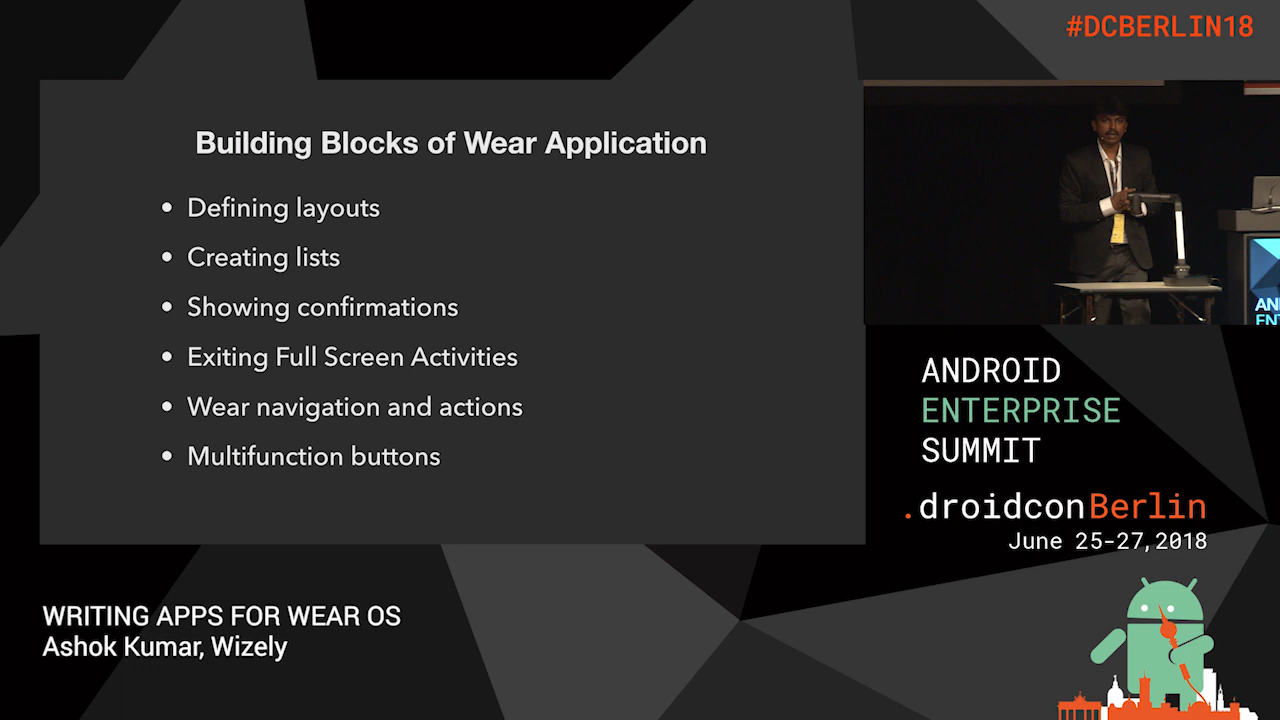 #DCBERLIN18
Building Blocks of Wear Application
• Defining layouts
• Creating lists
• Showing confirmations
• Exiting Full Screen Activities
• Wear navigation and actions
• Multifunction buttons
AN
ENT
ANDROID
ENTERPRISE
SUMMIT
.droidconBerlin
June 25-27, 2018
WRITING APPS FOR WEAR OS
Ashok Kumar, Wizely